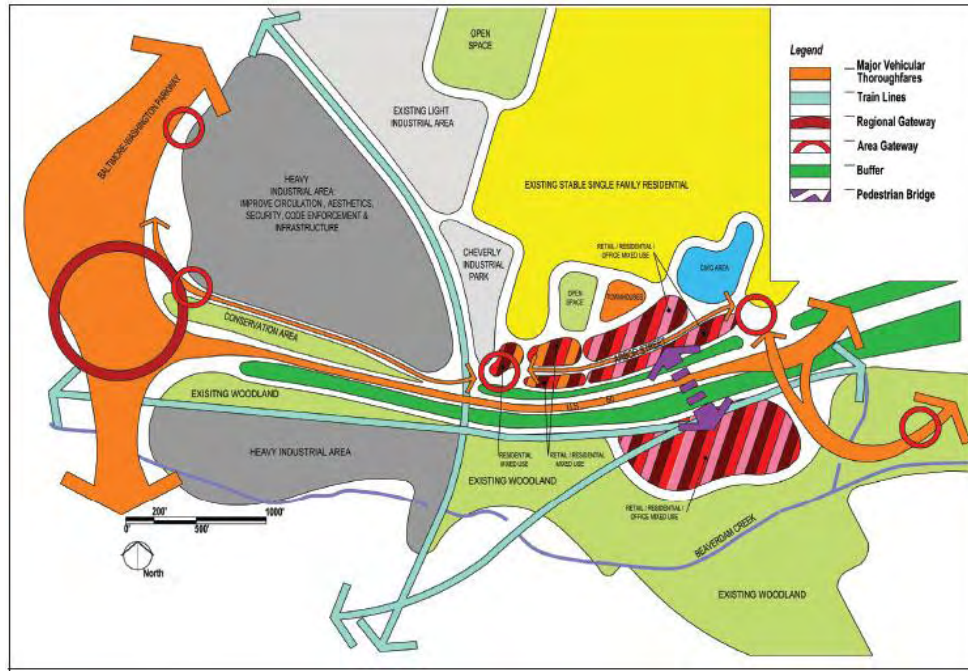 OPEN
SPACE
Legend
Major Vehicular
Thoroughfares
Train Lines
Regional Gateway
Area Gateway
Buffer
Pedestrian Bridge
BALTIMORE-WASHINGTON PARKWAY
EXISTING LIGHT
INDUSTRIAL AREA
HEAVY
INDUSTRIAL AREA:
IMPROVE CIRCULATION, AESTHETICS,
SECURITY, CODE ENFORCEMENT &
INFRASTRUCTURE
EXISTING STABLE SINGLE FAMILY RESIDENTIAL
RETAIL / RESIDENTIAL /
OFFICE MIXED USE
CHEVERLY
INDUSTRIAL
PARK
CIVIC AREA
OPEN
SPACE
TOWNHOUSES
CONSERVATION AREA
EXISITING WOODLAND
50
HEAVY INDUSTRIAL AREA
RESIDENTIAL
MIXED USE
RETAIL / RESIDENTIAL
MIXED USE
EXISTING WOODLAND
RETAIL / RESIDENTIAL /
OFFICE MIXED USE
BEAVERDAM CREEK
200' 1000'
0' 500'
North
EXISTING WOODLAND